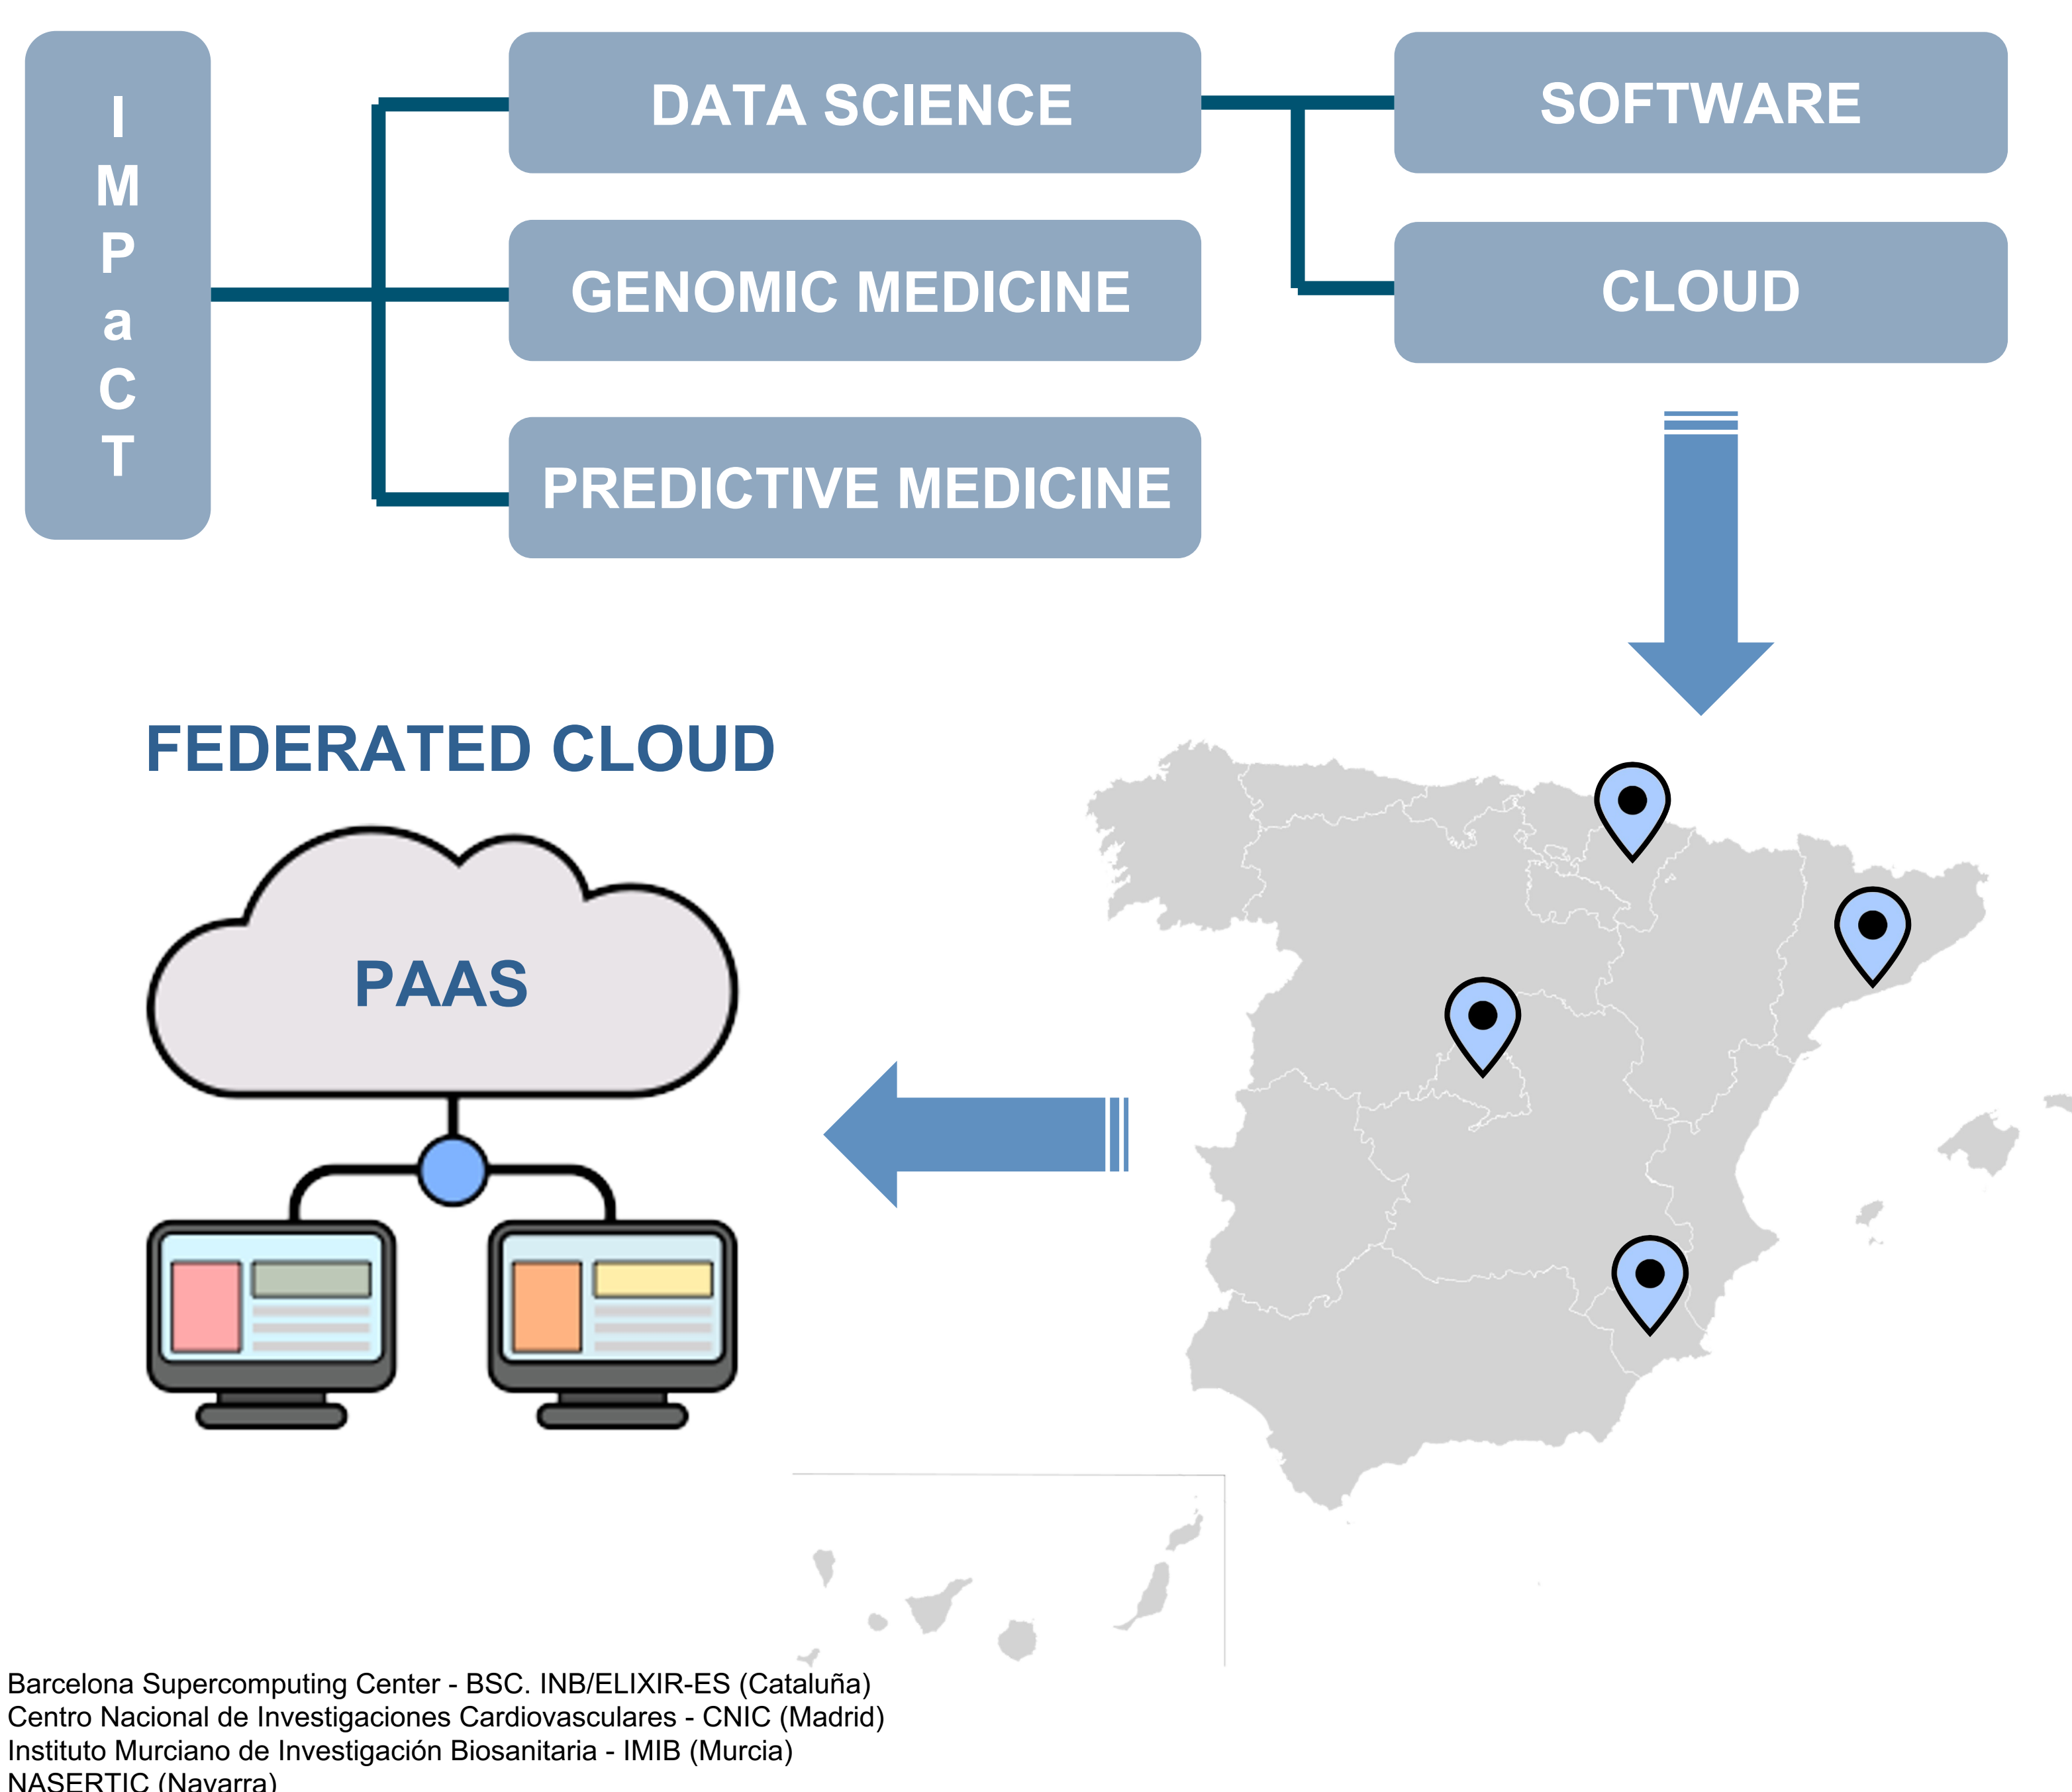 IMPaCT
DATA SCIENCE
SOFTWARE
GENOMIC MEDICINE
CLOUD
PREDICTIVE MEDICINE
FEDERATED CLOUD
PAAS
Barcelona Supercomputing Center - BSC. INB/ELIXIR-ES (Cataluña)
Centro Nacional de Investigaciones Cardiovasculares - CNIC (Madrid)
Instituto Murciano de Investigación Biosanitaria - IMIB (Murcia)
NASERTIC (Navarra)